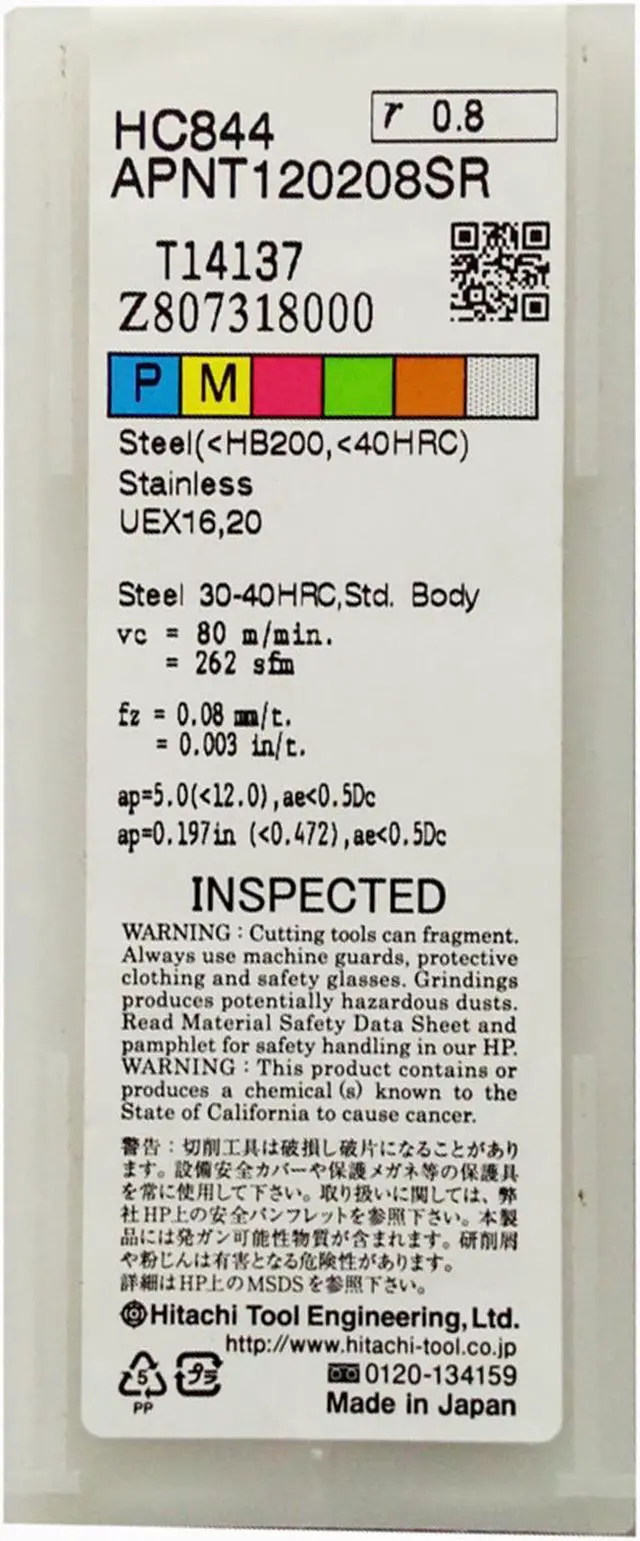 HC844
r 0.8
APNT120208SR
T14137
Z807318000
P M
Steel(<HB200,<40HRC)
Stainless
UEX16,20
Steel 30-40HRC,Std. Body
vc = 80 m/min.
= 262 sfm
fz = 0.08 mm/t.
= 0.003 in/t.
ap=5.0(<12.0),ae<0.5Dc
ap=0.197in (<0.472),ae<0.5Dc
INSPECTED
WARNING : Cutting tools can fragment.
Always use machine guards, protective
clothing and safety glasses. Grindings
produces potentially hazardous dusts.
Read Material Safety Data Sheet and
pamphlet for safety handling in our HP.
WARNING : This product contains or
produces a chemical (s) known to the
State of California to cause cancer.
警告：切削工具は破損し破片になることがあり
ます。設備安全カバーや保護メガネ等の保護具
を常に使用して下さい。取り扱いに関しては、弊
社HP上の安全パンフレットを参照下さい。本製
品には発ガン可能性物質が含まれます。研削屑
や粉じんは有害となる危険性があります。
詳細はHP上のMSDSを参照下さい。
Hitachi Tool Engineering, Ltd.
http://www.hitachi-tool.co.jp
5 プラ 0120-134159
PP Made in Japan